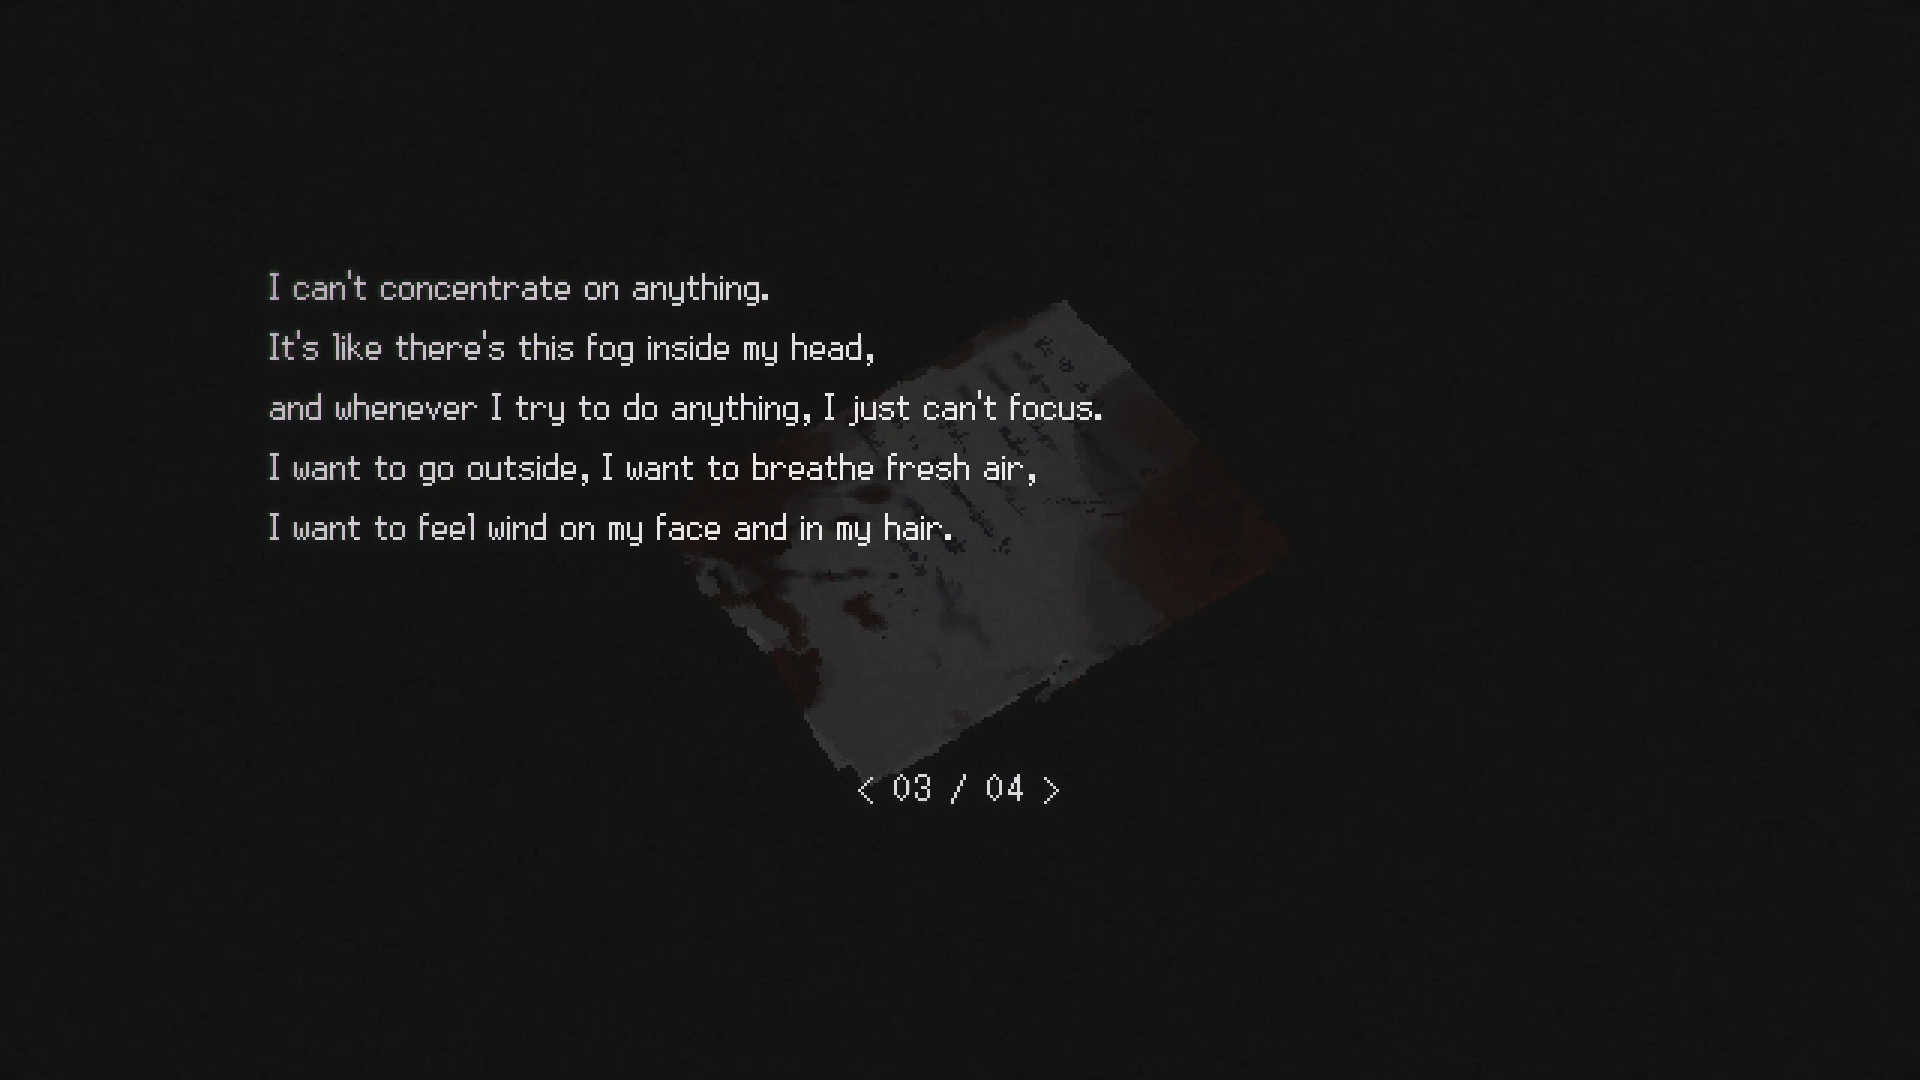 I can't concentrate on anything.
It's like there's this fog inside my head,
and whenever I try to do anything, I just can't focus.
I want to go outside, I want to breathe fresh air,
I want to feel wind on my face and in my hair.
< 03 / 04 >